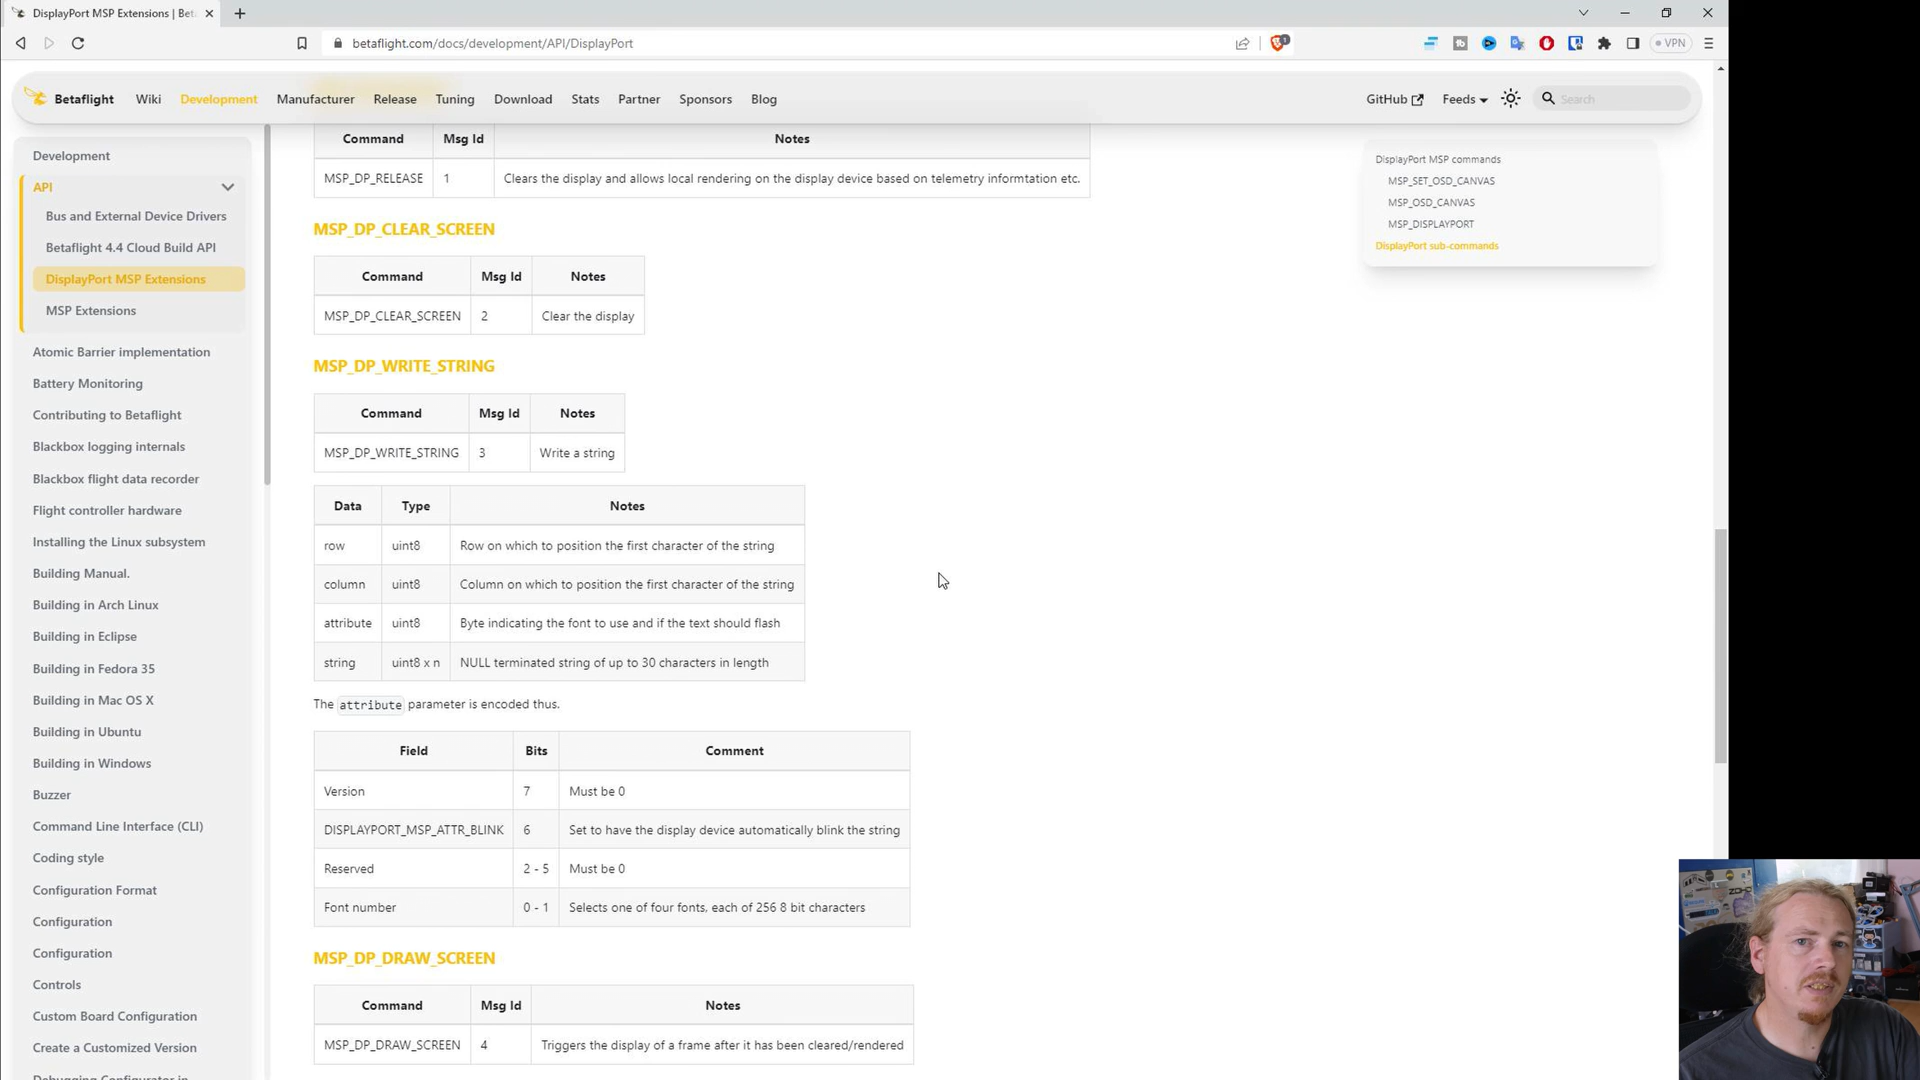 DisplayPort MSP Extensions | Bet
betaflight.com/docs/development/API/DisplayPort
VPN
Betaflight Wiki Development Manufacturer Release Tuning Download Stats Partner Sponsors Blog GitHub Feeds Search
Development
API
Bus and External Device Drivers
Betaflight 4.4 Cloud Build API
DisplayPort MSP Extensions
MSP Extensions
Atomic Barrier implementation
Battery Monitoring
Contributing to Betaflight
Blackbox logging internals
Blackbox flight data recorder
Flight controller hardware
Installing the Linux subsystem
Building Manual.
Building in Arch Linux
Building in Eclipse
Building in Fedora 35
Building in Mac OS X
Building in Ubuntu
Building in Windows
Buzzer
Command Line Interface (CLI)
Coding style
Configuration Format
Configuration
Configuration
Controls
Custom Board Configuration
Create a Customized Version
Command Msg Id Notes
MSP_DP_RELEASE 1 Clears the display and allows local rendering on the display device based on telemetry informtation etc.
MSP_DP_CLEAR_SCREEN
Command Msg Id Notes
MSP_DP_CLEAR_SCREEN 2 Clear the display
MSP_DP_WRITE_STRING
Command Msg Id Notes
MSP_DP_WRITE_STRING 3 Write a string
Data Type Notes
row uint8 Row on which to position the first character of the string
column uint8 Column on which to position the first character of the string
attribute uint8 Byte indicating the font to use and if the text should flash
string uint8 x n NULL terminated string of up to 30 characters in length
The attribute parameter is encoded thus.
Field Bits Comment
Version 7 Must be 0
DISPLAYPORT_MSP_ATTR_BLINK 6 Set to have the display device automatically blink the string
Reserved 2 - 5 Must be 0
Font number 0 - 1 Selects one of four fonts, each of 256 8 bit characters
MSP_DP_DRAW_SCREEN
Command Msg Id Notes
MSP_DP_DRAW_SCREEN 4 Triggers the display of a frame after it has been cleared/rendered
DisplayPort MSP commands
MSP_SET_OSD_CANVAS
MSP_OSD_CANVAS
MSP_DISPLAYPORT
DisplayPort sub-commands